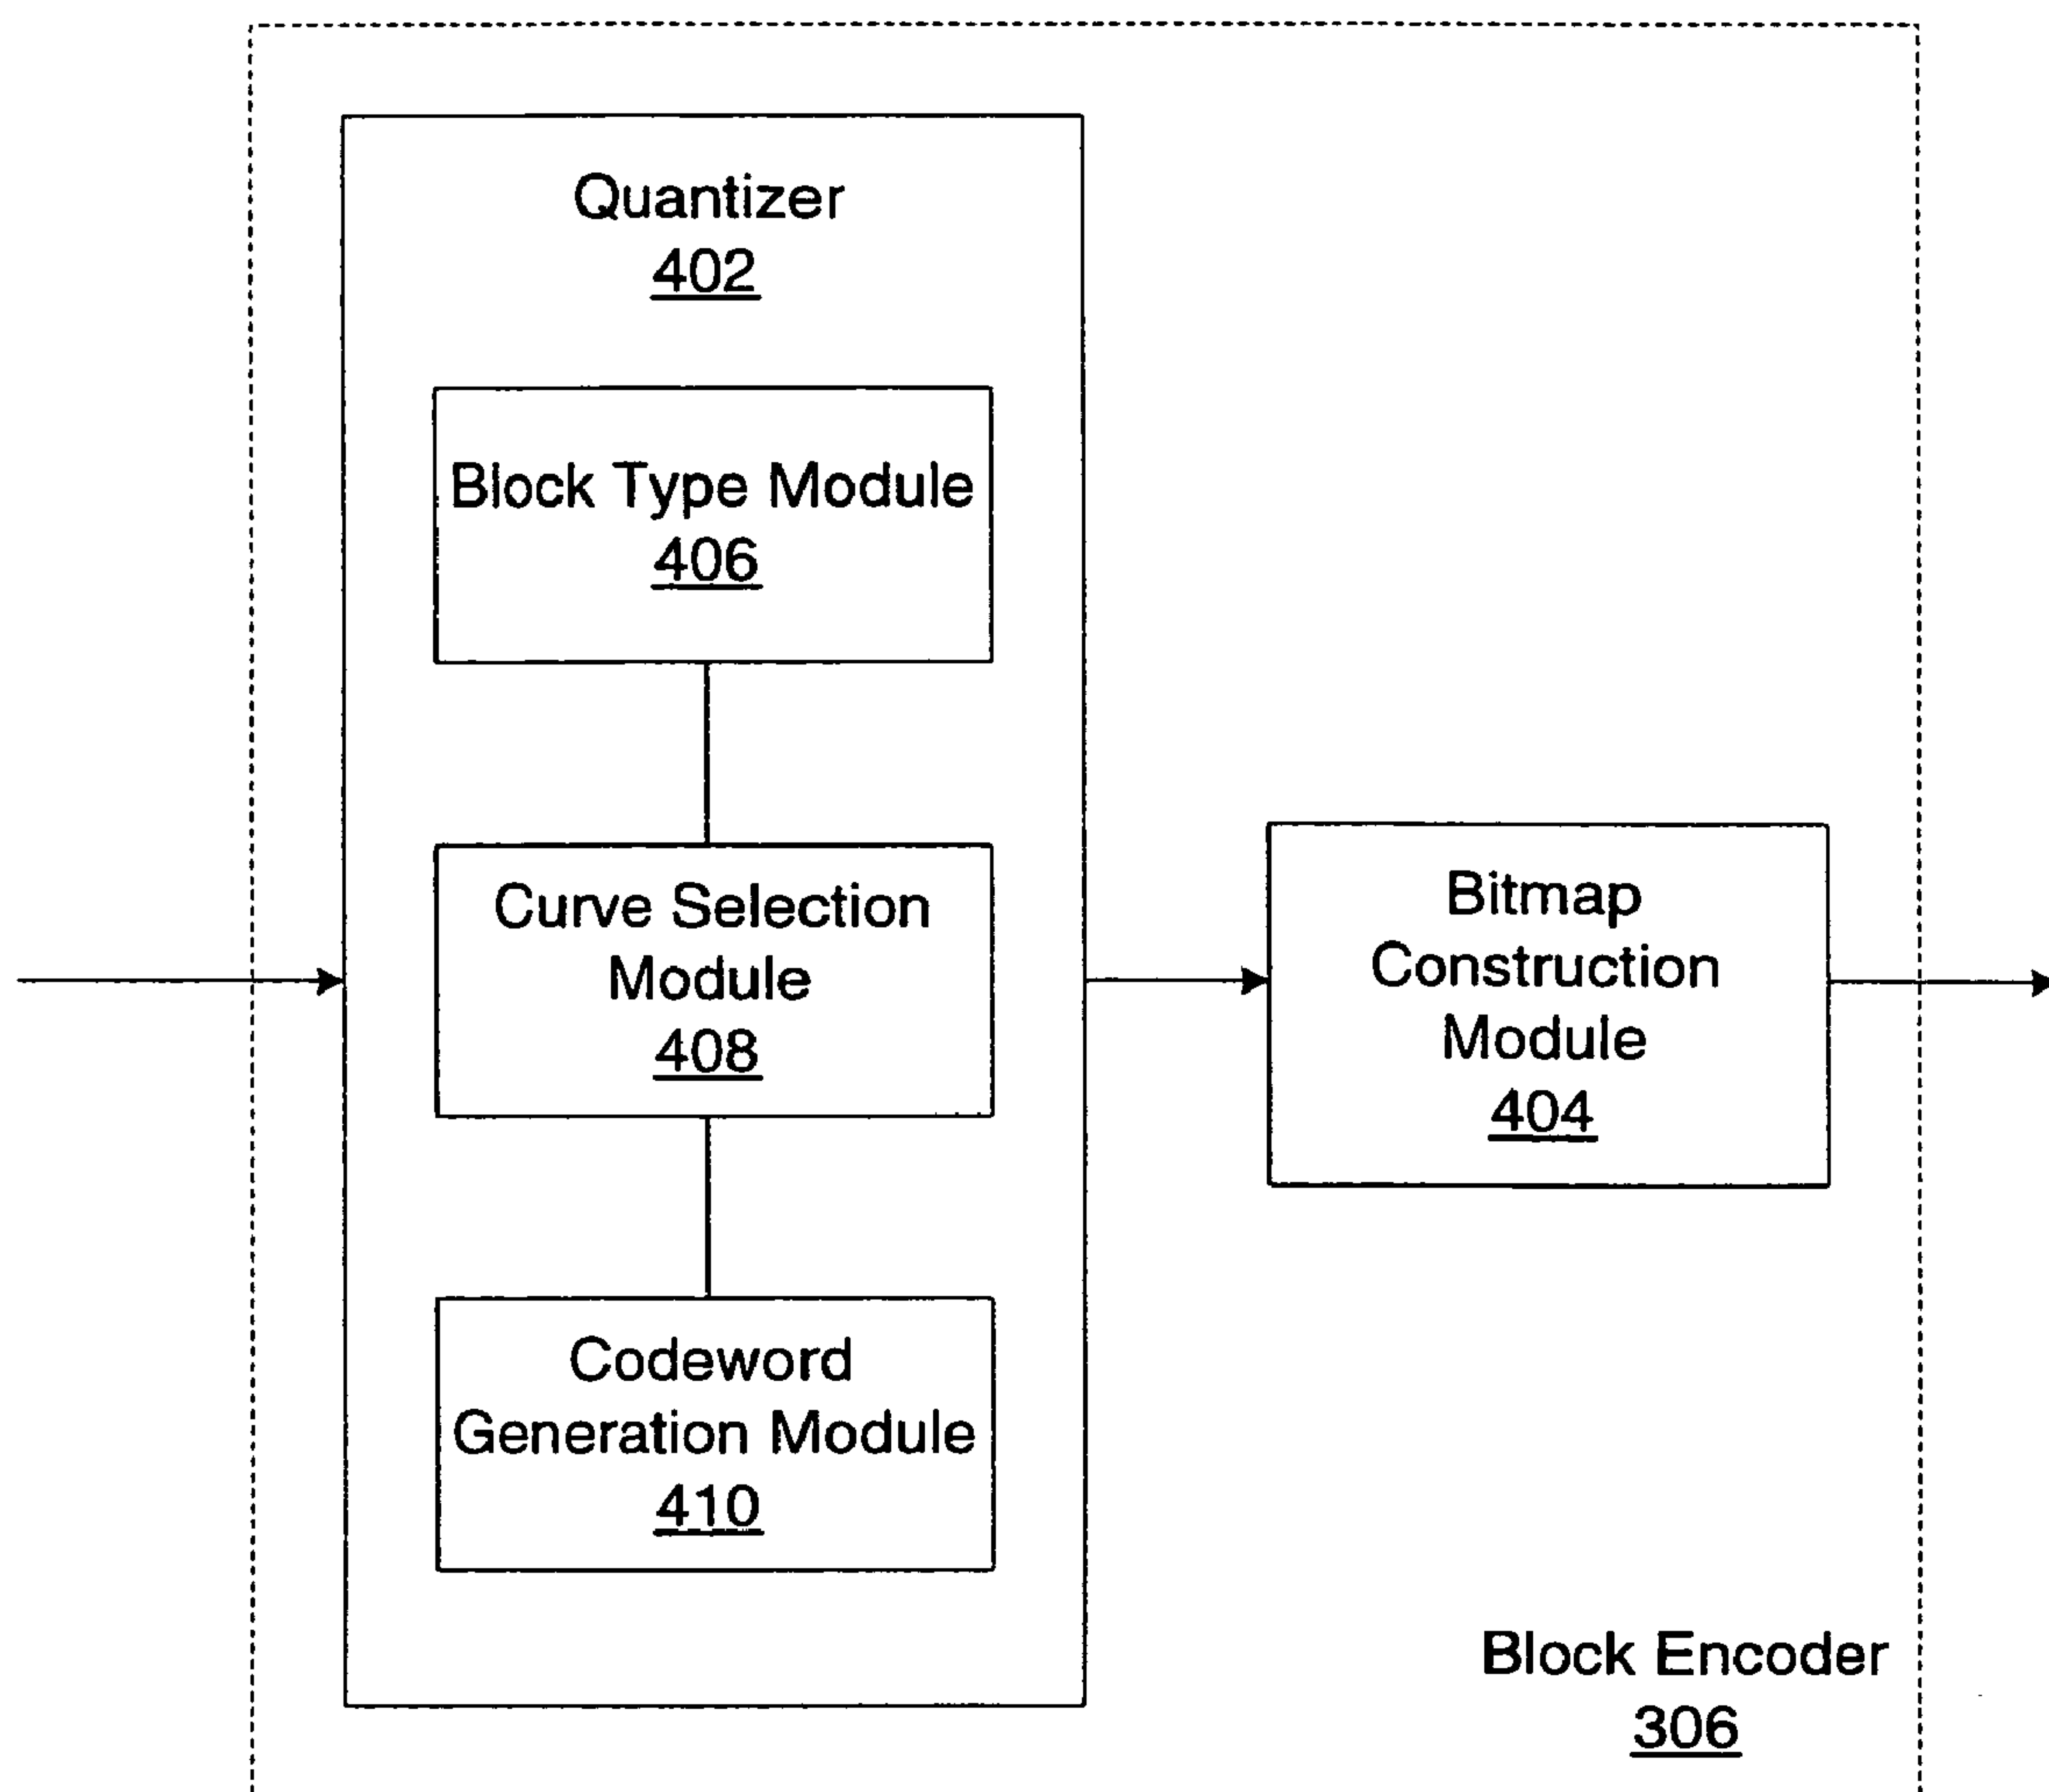 Quantizer
402
Block Type Module
406
Curve Selection
Module
408
Codeword
Generation Module
410
Bitmap
Construction
Module
404
Block Encoder
306